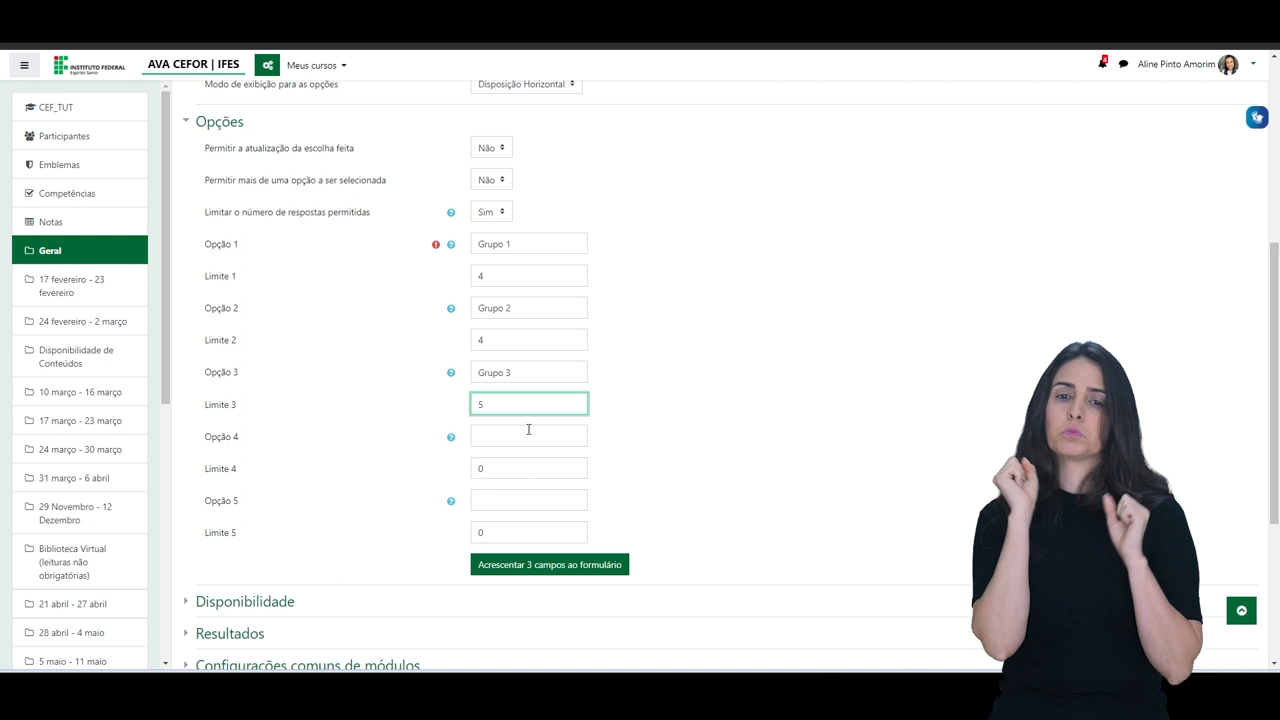 INSTITUTO FEDERAL
Espírito Santo
AVA CEFOR | IFES
Meus cursos
Aline Pinto Amorim
CEF_TUT
Participantes
Emblemas
Competências
Notas
Geral
17 fevereiro - 23
fevereiro
24 fevereiro - 2 março
Disponibilidade de
Conteúdos
10 março - 16 março
17 março - 23 março
24 março - 30 março
31 março - 6 abril
29 Novembro - 12
Dezembro
Biblioteca Virtual
(leituras não
obrigatórias)
21 abril - 27 abril
28 abril - 4 maio
5 maio - 11 maio
Modo de exibição para as opções
Disposição Horizontal
Opções
Permitir a atualização da escolha feita
Não
Permitir mais de uma opção a ser selecionada
Não
Limitar o número de respostas permitidas
Sim
Opção 1
Grupo 1
Limite 1
4
Opção 2
Grupo 2
Limite 2
4
Opção 3
Grupo 3
Limite 3
5
Opção 4
Limite 4
0
Opção 5
Limite 5
0
Acrescentar 3 campos ao formulário
Disponibilidade
Resultados
Configurações comuns de módulos